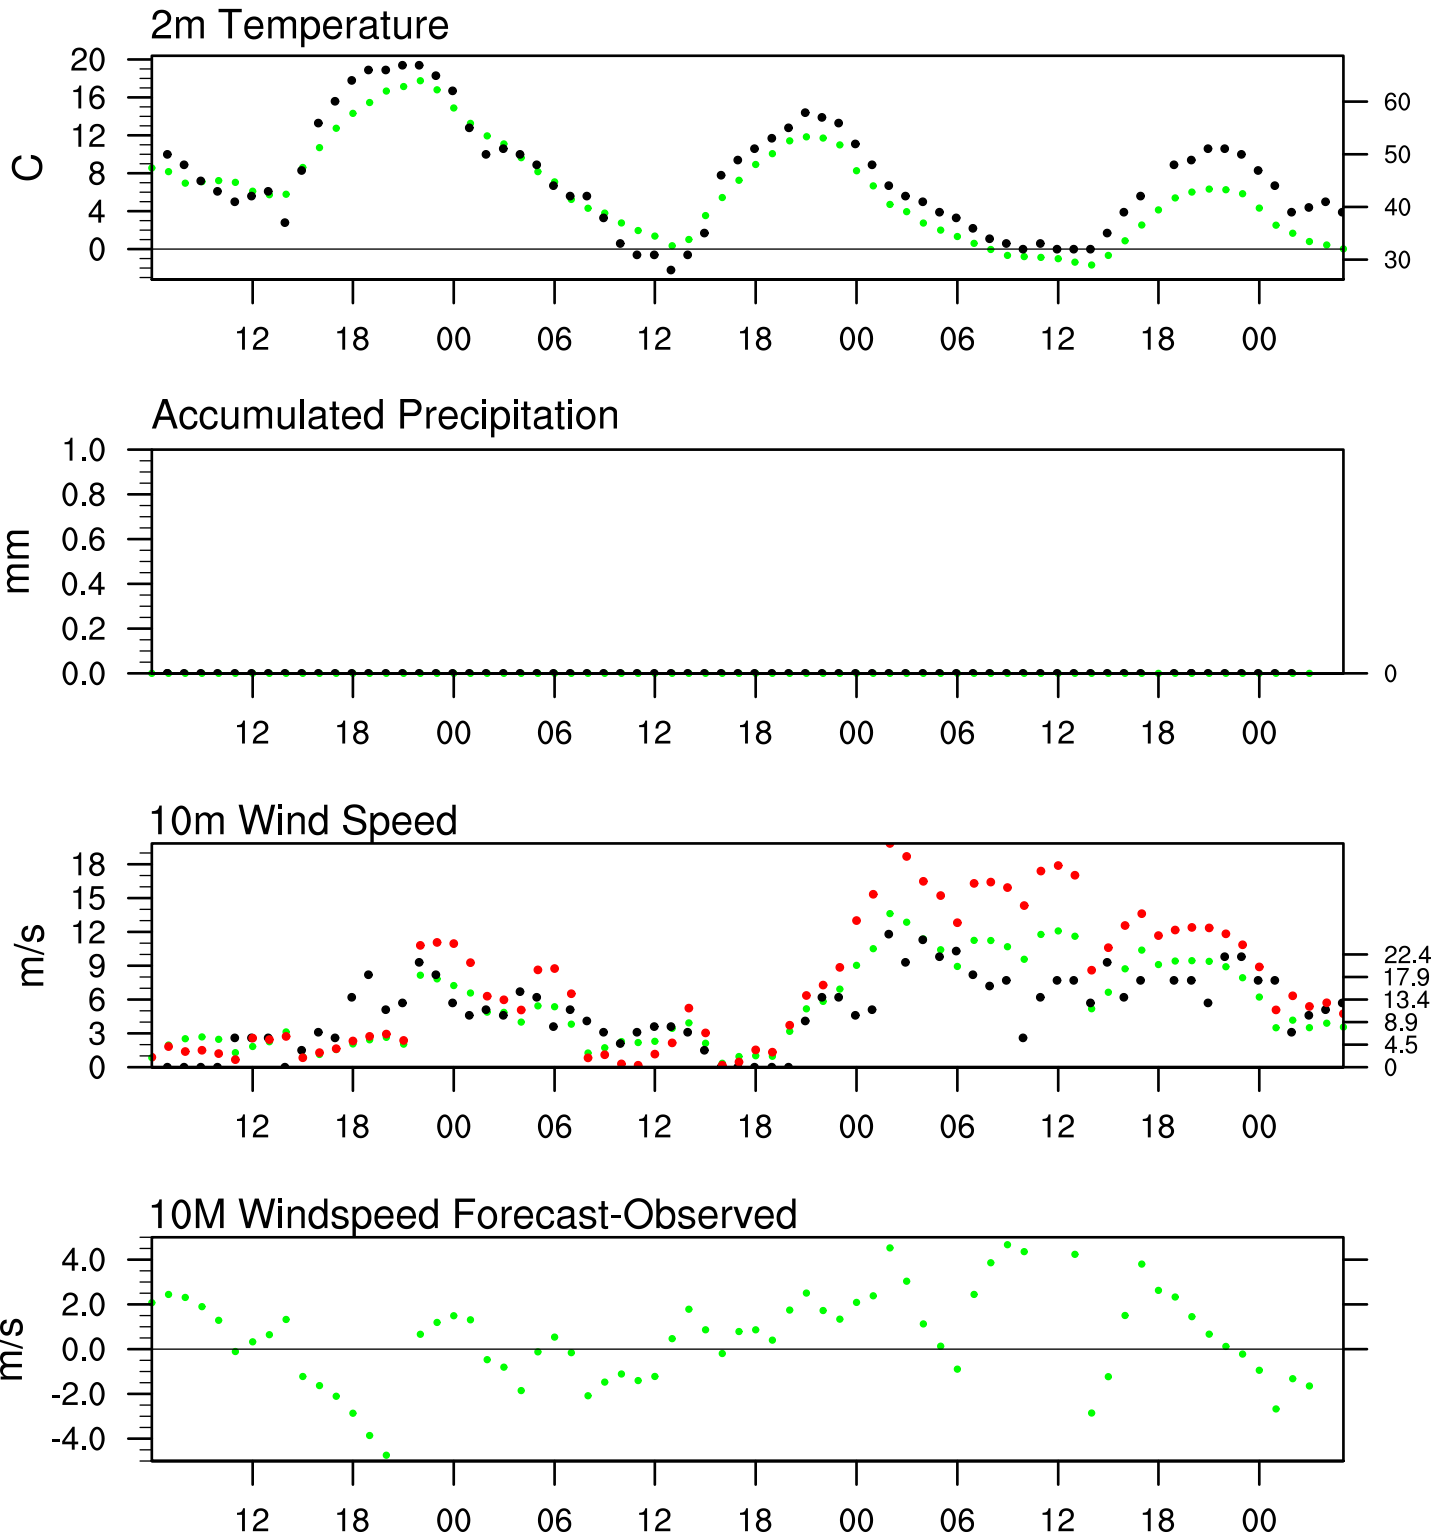 2m Temperature
20
16
12
8
4
0
C
60
50
40
30
12 18 00 06 12 18 00 06 12 18 00
Accumulated Precipitation
1.0
0.8
0.6
0.4
0.2
0.0
mm
0
12 18 00 06 12 18 00 06 12 18 00
10m Wind Speed
18
15
12
9
6
3
0
m/s
22.4
17.9
13.4
8.9
4.5
0
12 18 00 06 12 18 00 06 12 18 00
10M Windspeed Forecast-Observed
4.0
2.0
0.0
-2.0
-4.0
m/s
12 18 00 06 12 18 00 06 12 18 00